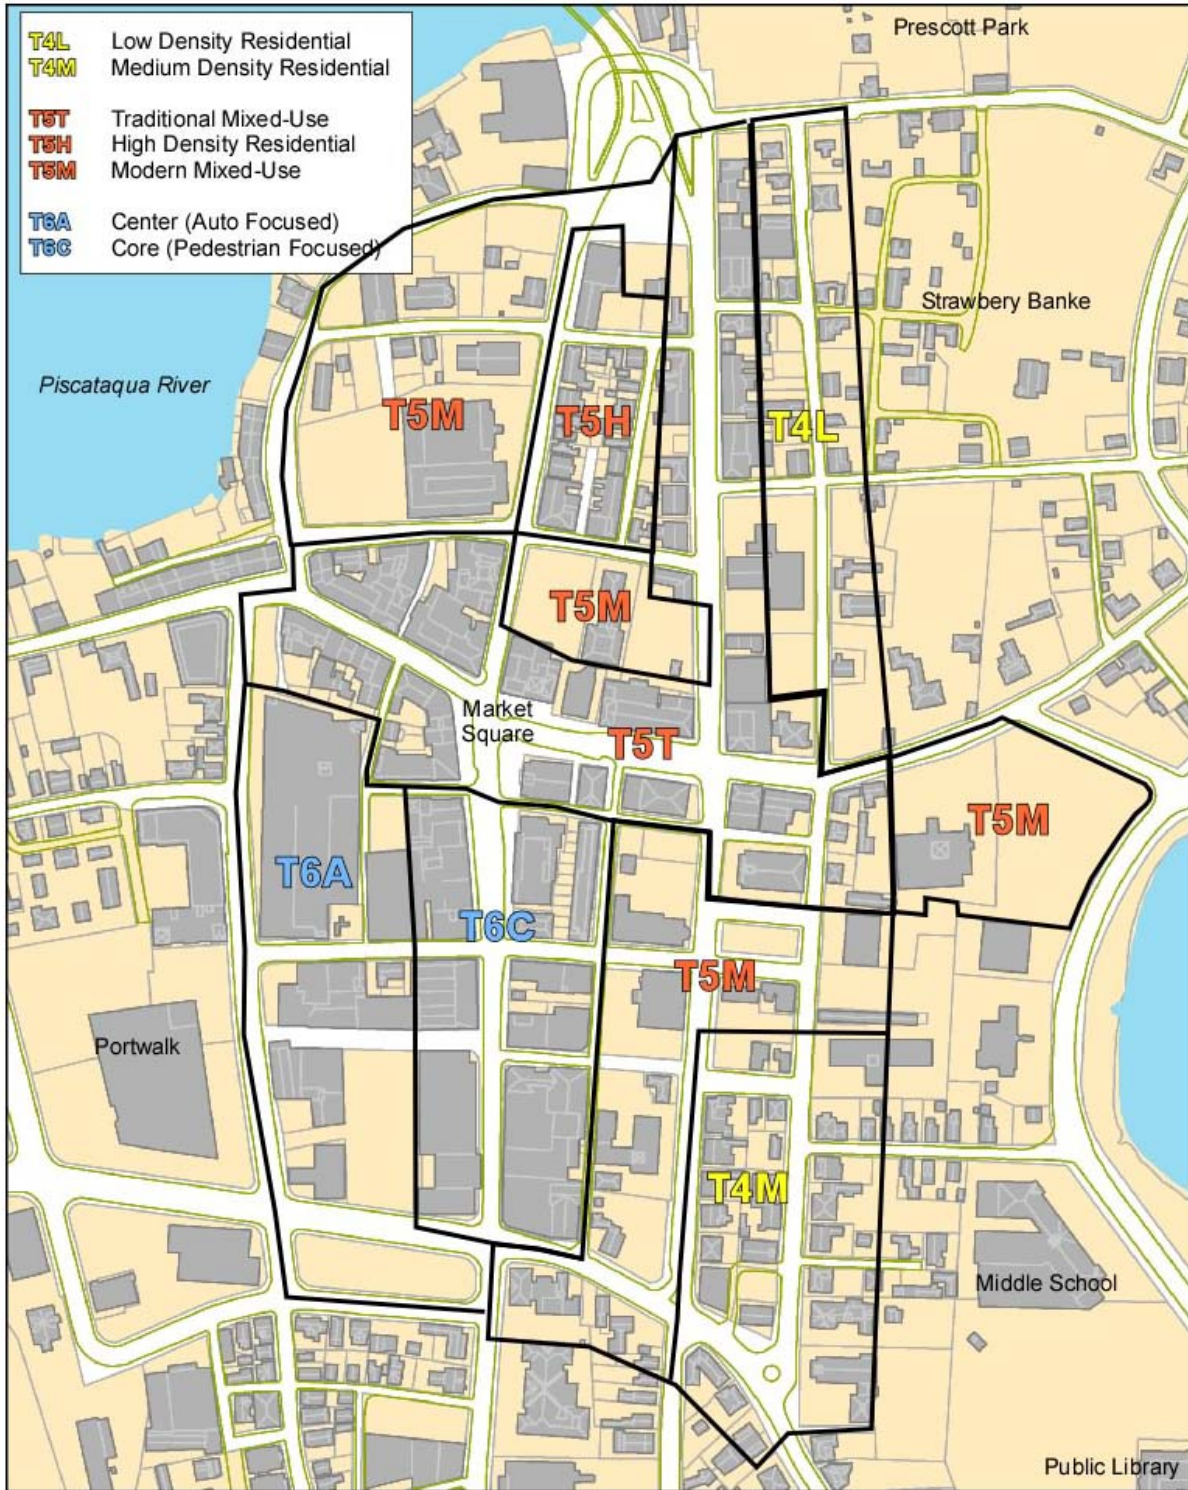 T4L Low Density Residential
T4M Medium Density Residential
T5T Traditional Mixed-Use
T5H High Density Residential
T5M Modern Mixed-Use
T6A Center (Auto Focused)
T6C Core (Pedestrian Focused)
Prescott Park
Strawbery Banke
Piscataqua River
T5M
T5H
T4L
T5M
Market
Square
T5T
T5M
T6A
T6C
T5M
Portwalk
T4M
Middle School
Public Library